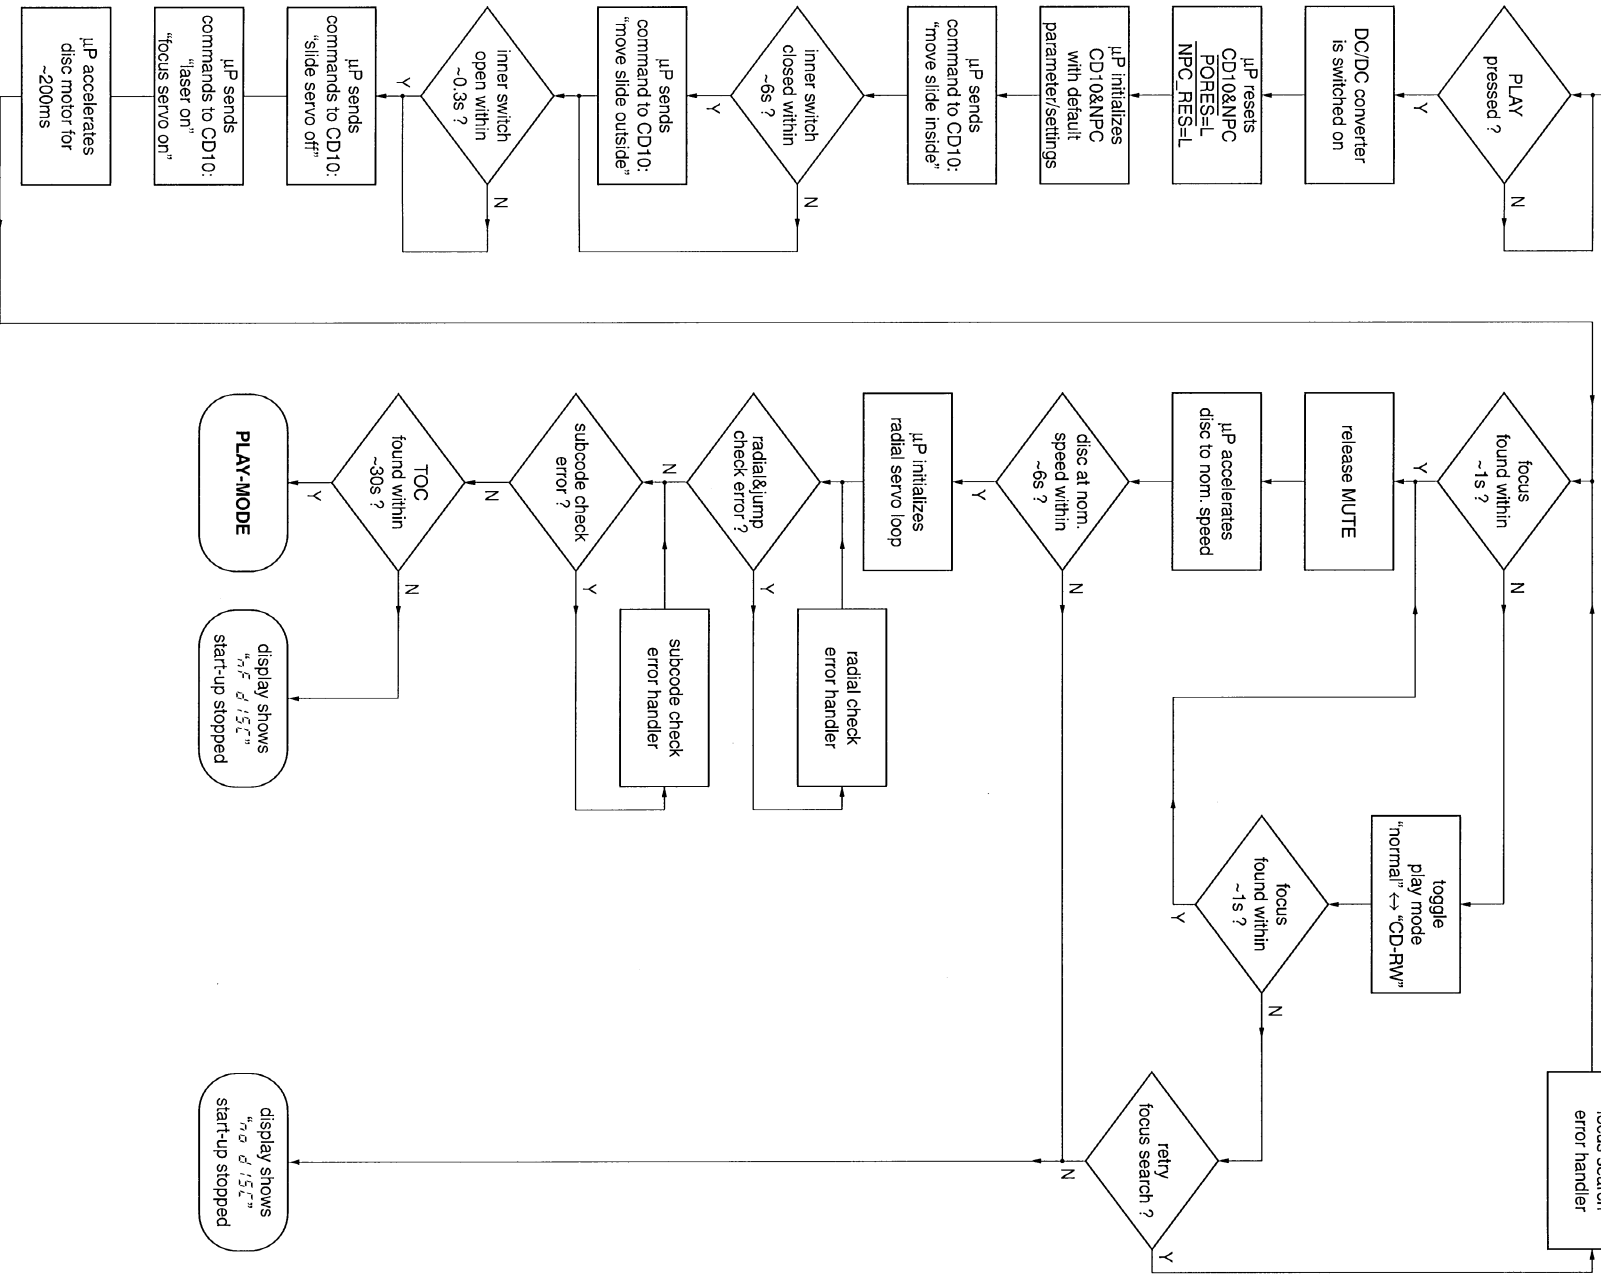 PLAY
pressed ?
N
Y
DC/DC converter
is switched on
µP resets
CD10&NPC
PORES=L
NPC_RES=L
µP initializes
CD10&NPC
with default
parameter/settings
µP sends
command to CD10:
"move slide inside"
inner switch
closed within
~6s ?
N
Y
µP sends
command to CD10:
"move slide outside"
inner switch
open within
~0.3s ?
N
Y
µP sends
commands to CD10:
"slide servo off"
µP sends
commands to CD10:
"laser on"
"focus servo on"
µP accelerates
disc motor for
~200ms
focus
found within
~1s ?
N
Y
release MUTE
µP accelerates
disc to nom. speed
disc at nom.
speed within
~6s ?
N
Y
µP initializes
radial servo loop
radial&jump
check error ?
Y
N
radial check
error handler
subcode check
error ?
Y
N
subcode check
error handler
TOC
found within
~30s ?
N
Y
PLAY-MODE
display shows
"nF dISC"
start-up stopped
toggle
play mode
"normal" ↔ "CD-RW"
focus
found within
~1s ?
N
Y
retry
focus search ?
N
Y
error handler
display shows
"no dISC"
start-up stopped